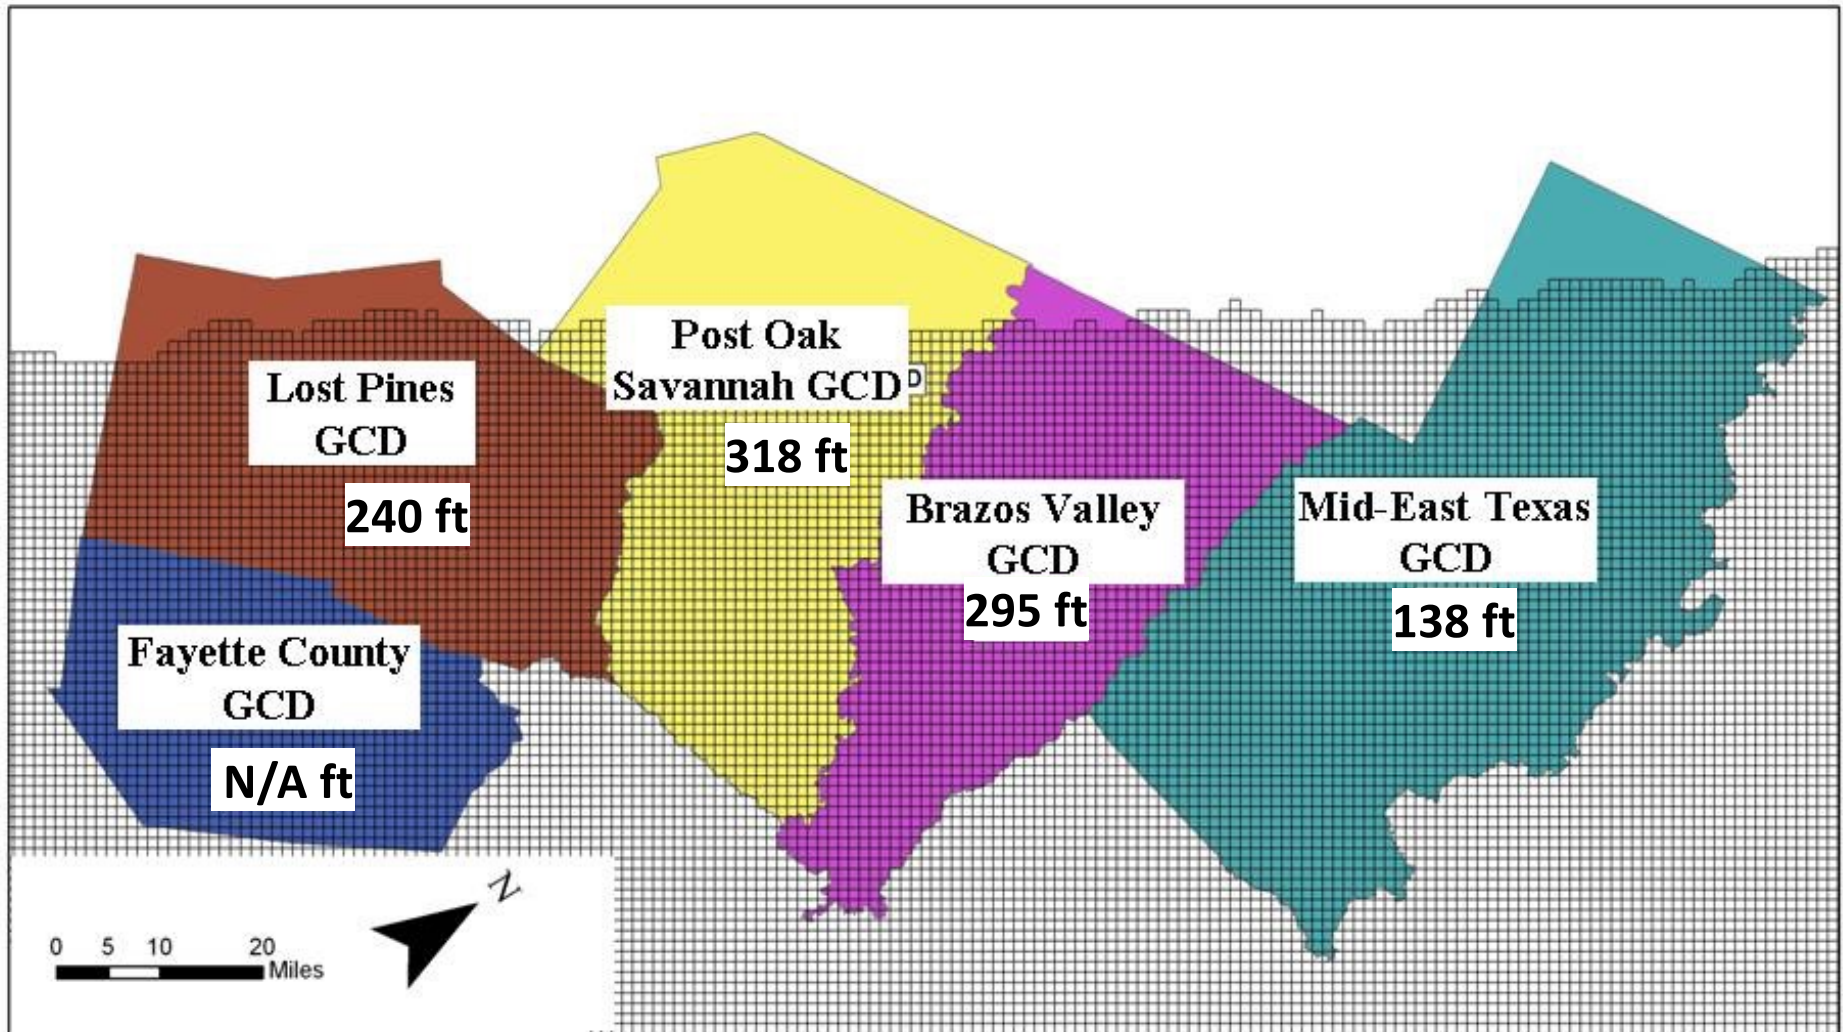 Post Oak
Savannah GCD
D
318 ft
Lost Pines
GCD
240 ft
Brazos Valley
GCD
295 ft
Mid-East Texas
GCD
138 ft
Fayette County
GCD
N/A ft
N
0 5 10 20
Miles